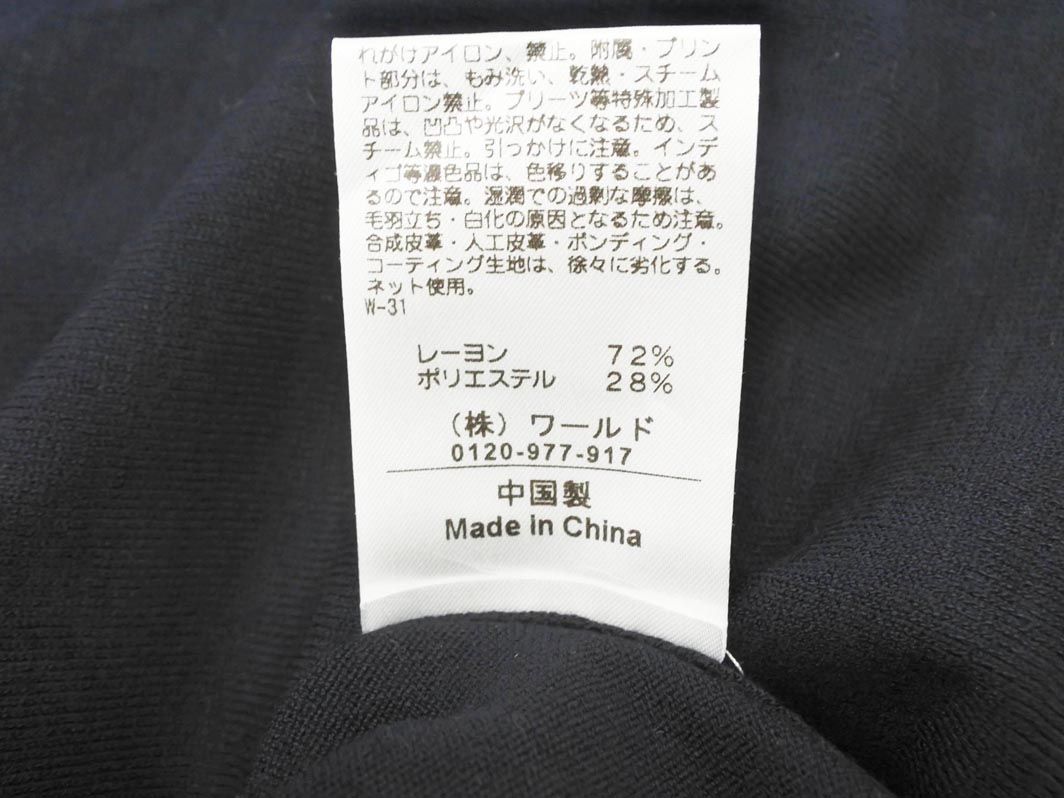 れがけアイロン、禁止。附属・プリン
ト部分は、もみ洗い、乾熱・スチーム
アイロン禁止。プリーツ等特殊加工製
品は、凹凸や光沢がなくなるため、ス
チーム禁止。引っかけに注意。インデ
ィゴ等濃色品は、色移りすることがあ
るので注意。湿潤での過剰な摩擦は、
毛羽立ち・白化の原因となるため注意。
合成皮革・人工皮革・ボンディング・
コーティング生地は、徐々に劣化する。
ネット使用。
W-31
レーヨン 72%
ポリエステル 28%
(株)ワールド
0120-977-917
中国製
Made in China